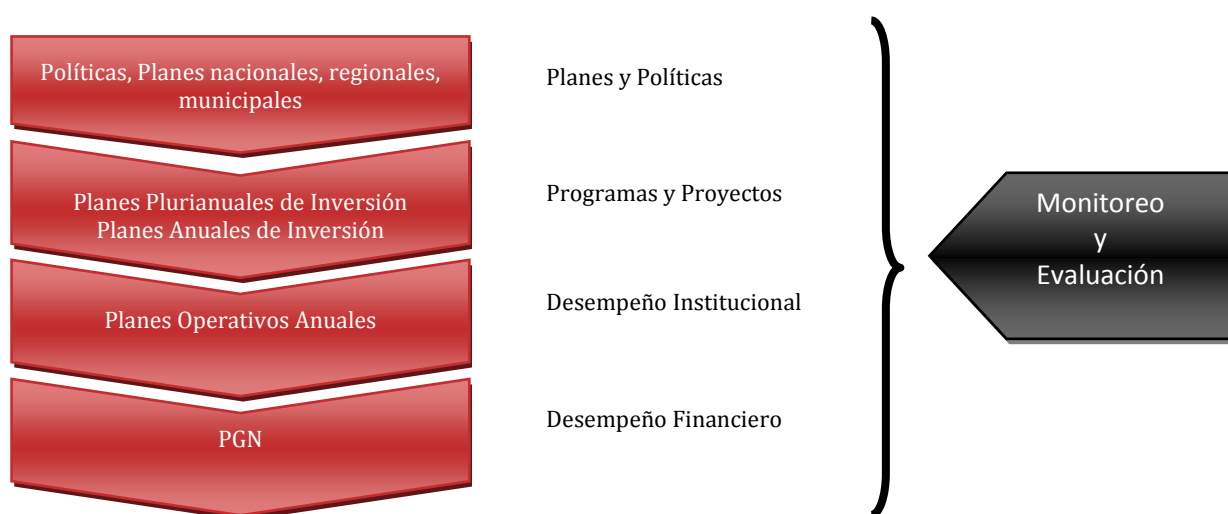 Políticas, Planes nacionales, regionales,
municipales
Planes y Políticas
Planes Plurianuales de Inversión
Planes Anuales de Inversión
Programas y Proyectos
Planes Operativos Anuales
Desempeño Institucional
PGN
Desempeño Financiero
Monitoreo
y
Evaluación